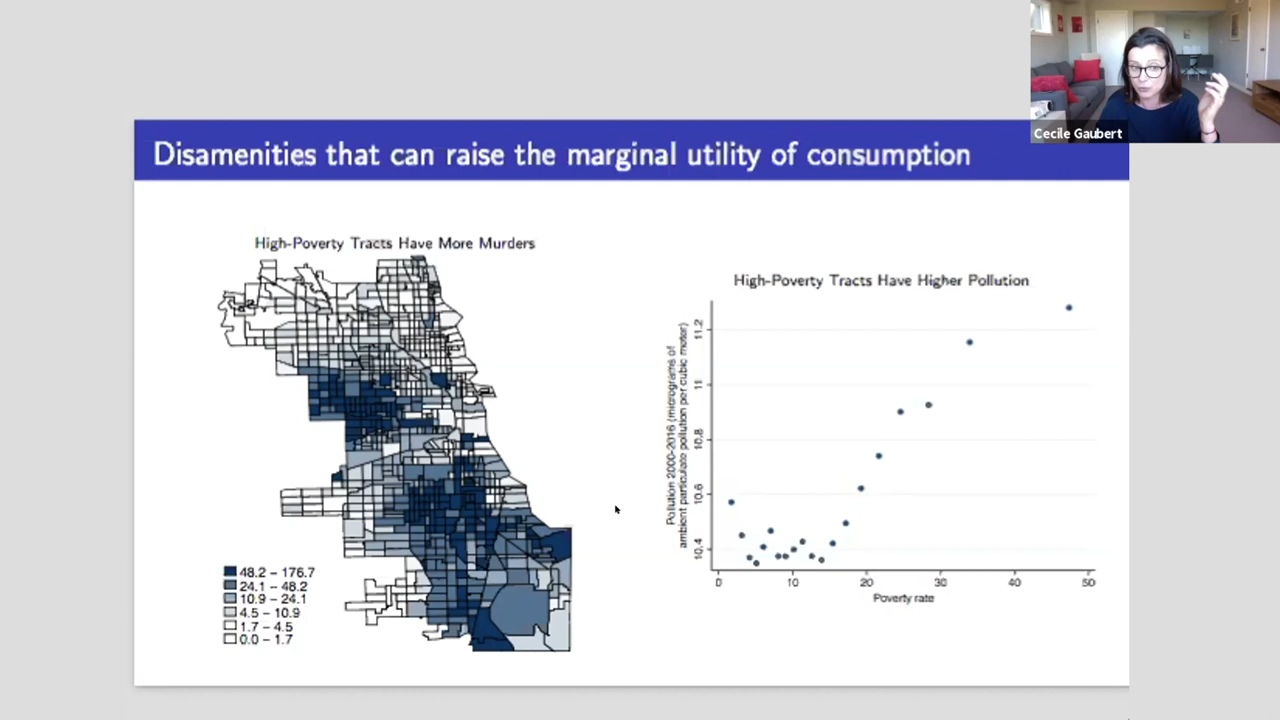 Cecile Gaubert
Disamenities that can raise the marginal utility of consumption
High-Poverty Tracts Have More Murders
48.2 – 176.7
24.1 – 48.2
10.9 – 24.1
4.5 – 10.9
1.7 – 4.5
0.0 – 1.7
High-Poverty Tracts Have Higher Pollution
Pollution 2000-2016 (micrograms of
ambient particulate pollution per cubic meter)
11.2
11
10.8
10.6
10.4
0 10 20 30 40 50
Poverty rate